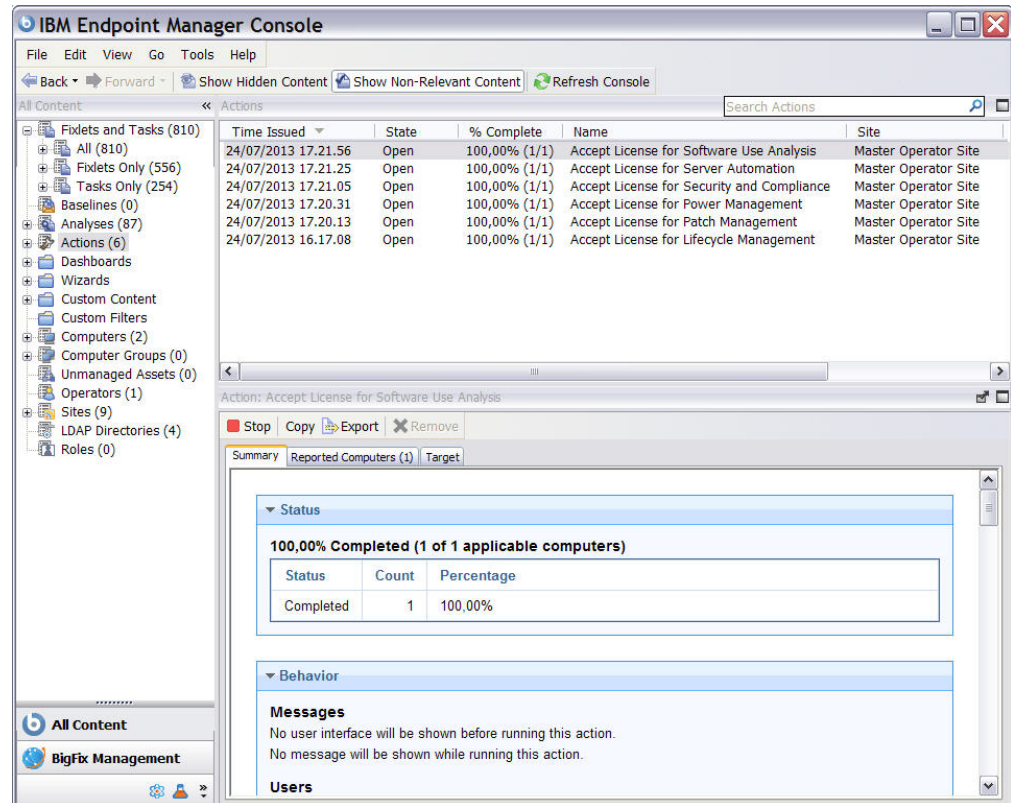 IBM Endpoint Manager Console
File Edit View Go Tools Help
Back Forward Show Hidden Content Show Non-Relevant Content Refresh Console
All Content «
Fixlets and Tasks (810)
All (810)
Fixlets Only (556)
Tasks Only (254)
Baselines (0)
Analyses (87)
Actions (6)
Dashboards
Wizards
Custom Content
Custom Filters
Computers (2)
Computer Groups (0)
Unmanaged Assets (0)
Operators (1)
Sites (9)
LDAP Directories (4)
Roles (0)
All Content
BigFix Management
Actions Search Actions
Time Issued State % Complete Name Site
24/07/2013 17.21.56 Open 100,00% (1/1) Accept License for Software Use Analysis Master Operator Site
24/07/2013 17.21.25 Open 100,00% (1/1) Accept License for Server Automation Master Operator Site
24/07/2013 17.21.05 Open 100,00% (1/1) Accept License for Security and Compliance Master Operator Site
24/07/2013 17.20.31 Open 100,00% (1/1) Accept License for Power Management Master Operator Site
24/07/2013 17.20.13 Open 100,00% (1/1) Accept License for Patch Management Master Operator Site
24/07/2013 16.17.08 Open 100,00% (1/1) Accept License for Lifecycle Management Master Operator Site
Action: Accept License for Software Use Analysis
Stop Copy Export Remove
Summary Reported Computers (1) Target
Status
100,00% Completed (1 of 1 applicable computers)
Status Count Percentage
Completed 1 100,00%
Behavior
Messages
No user interface will be shown before running this action.
No message will be shown while running this action.
Users